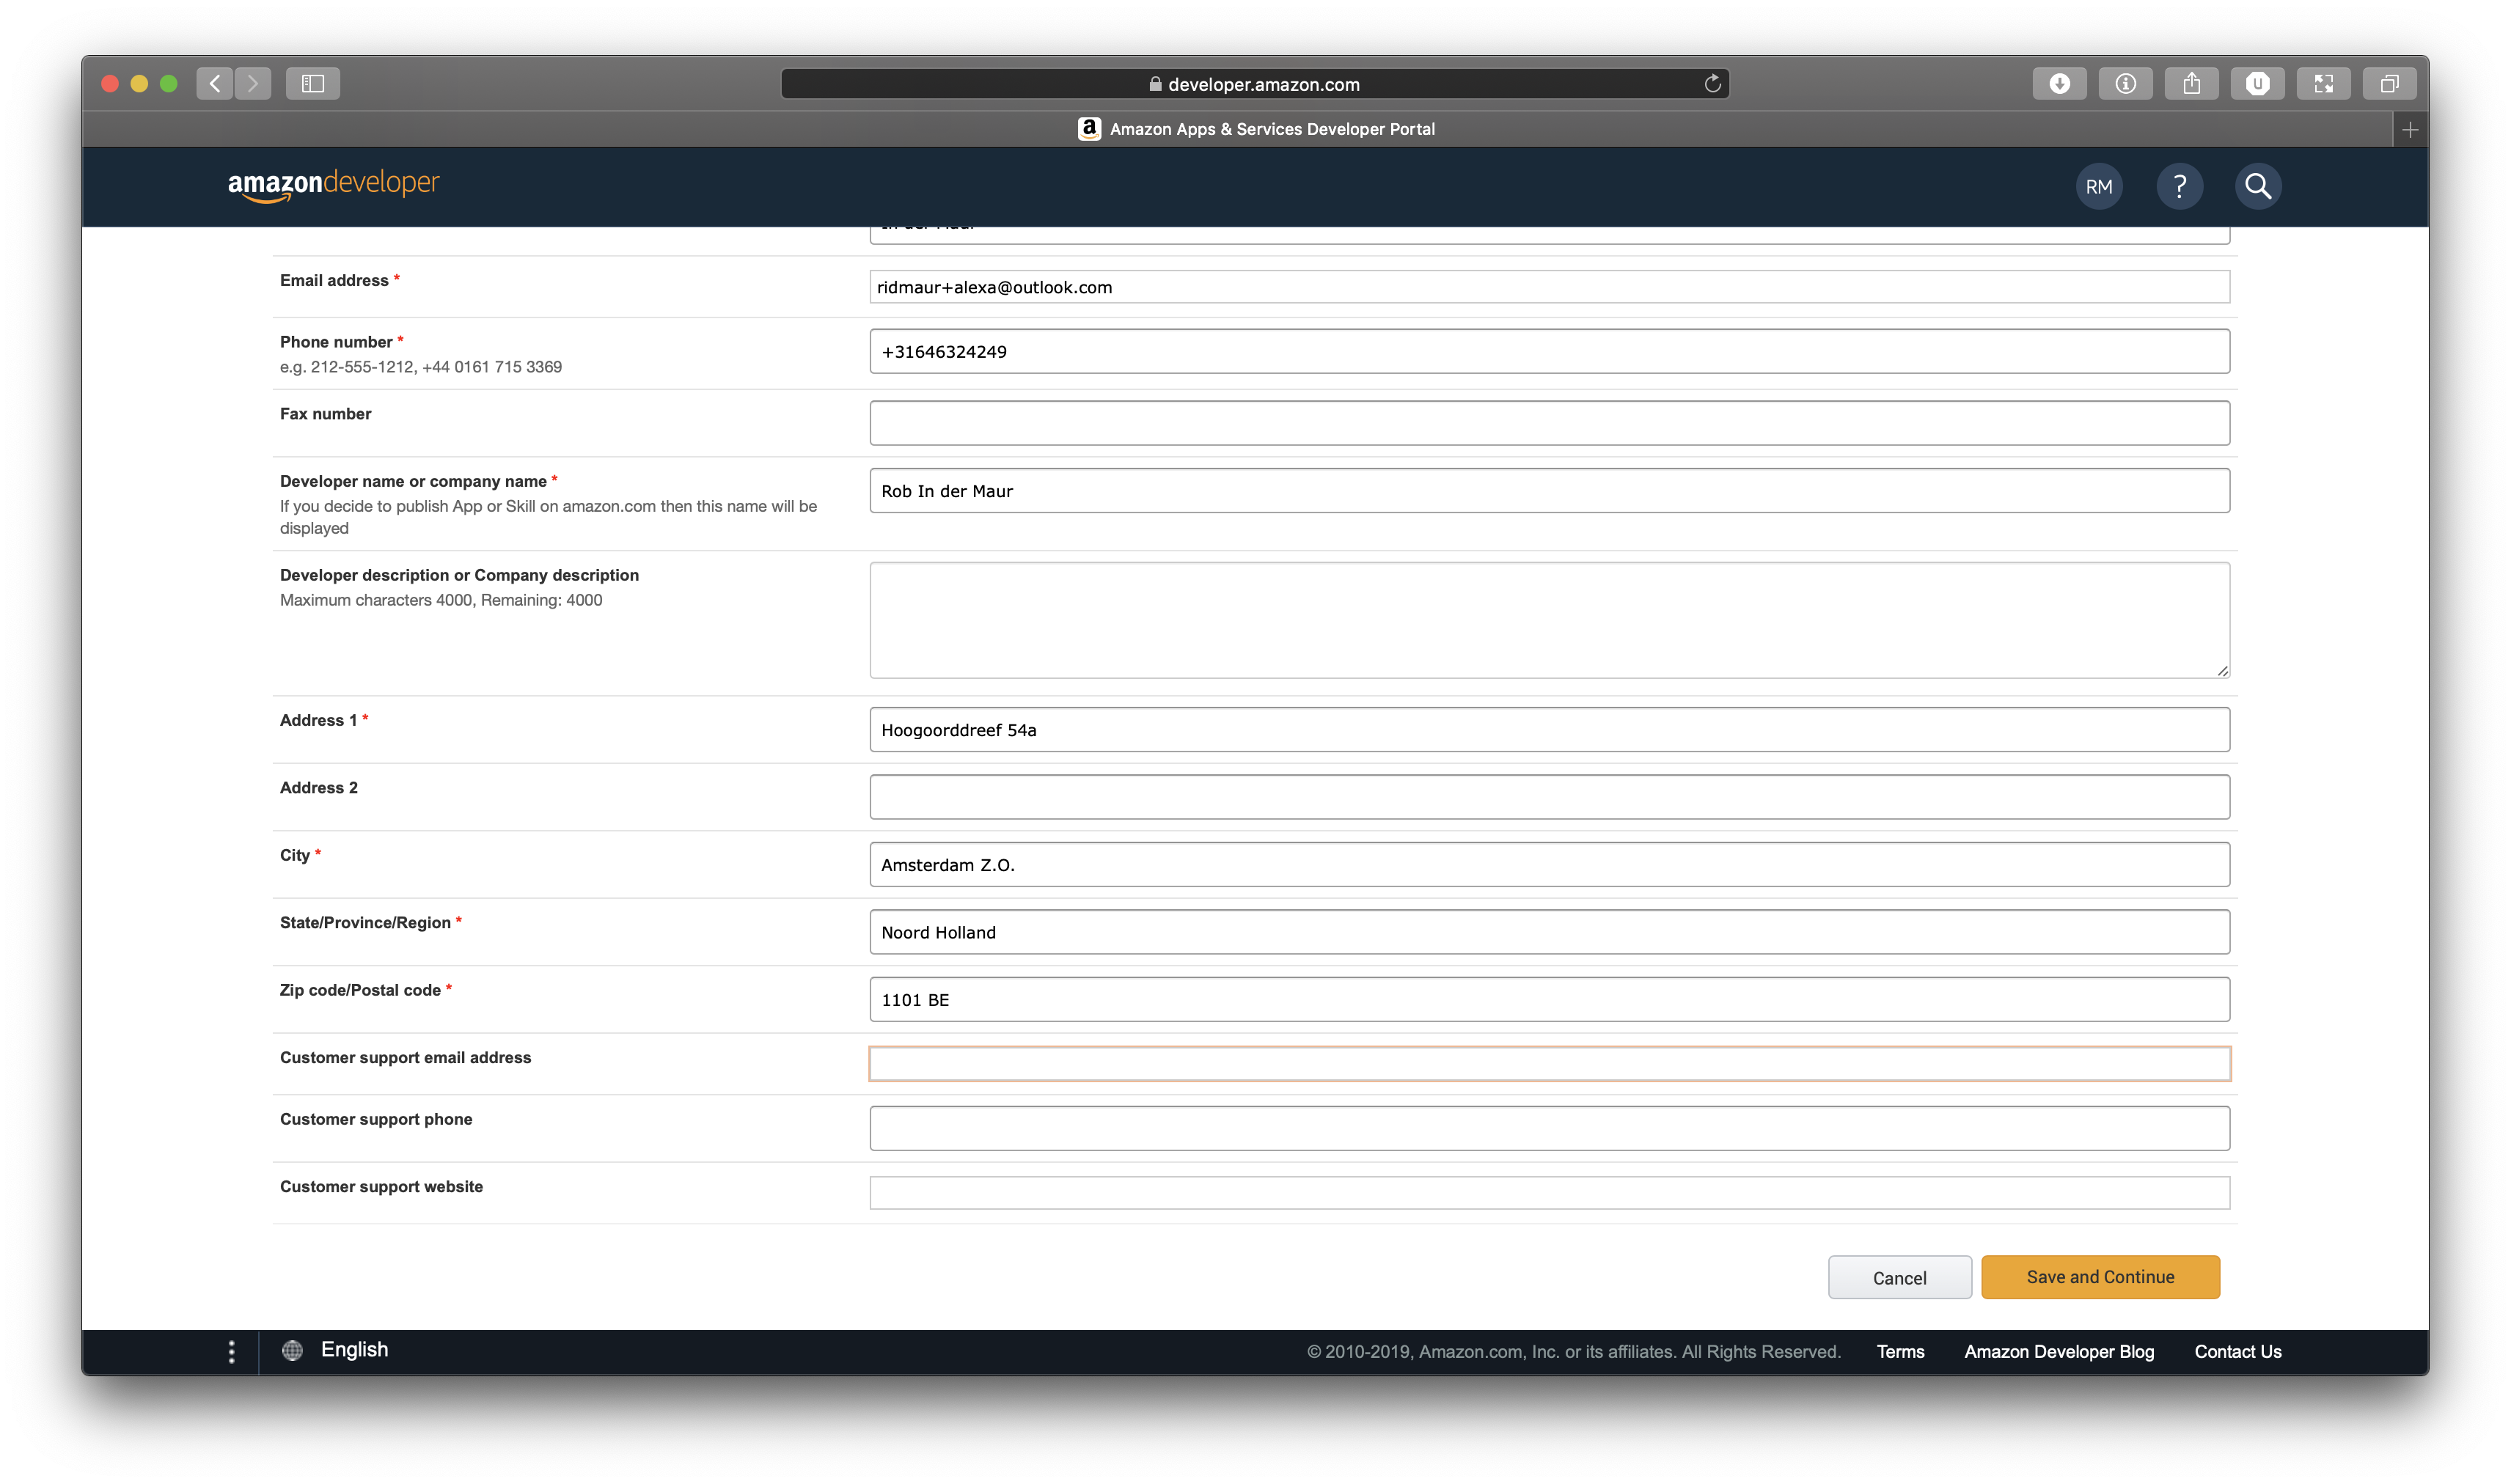 developer.amazon.com
Amazon Apps & Services Developer Portal
amazondeveloper
RM
?
Email address *
ridmaur+alexa@outlook.com
Phone number *
+31646324249
e.g. 212-555-1212, +44 0161 715 3369
Fax number
Developer name or company name *
Rob In der Maur
If you decide to publish App or Skill on amazon.com then this name will be
displayed
Developer description or Company description
Maximum characters 4000, Remaining: 4000
Address 1 *
Hoogoorddreef 54a
Address 2
City *
Amsterdam Z.O.
State/Province/Region *
Noord Holland
Zip code/Postal code *
1101 BE
Customer support email address
Customer support phone
Customer support website
Cancel
Save and Continue
English
© 2010-2019, Amazon.com, Inc. or its affiliates. All Rights Reserved.
Terms
Amazon Developer Blog
Contact Us